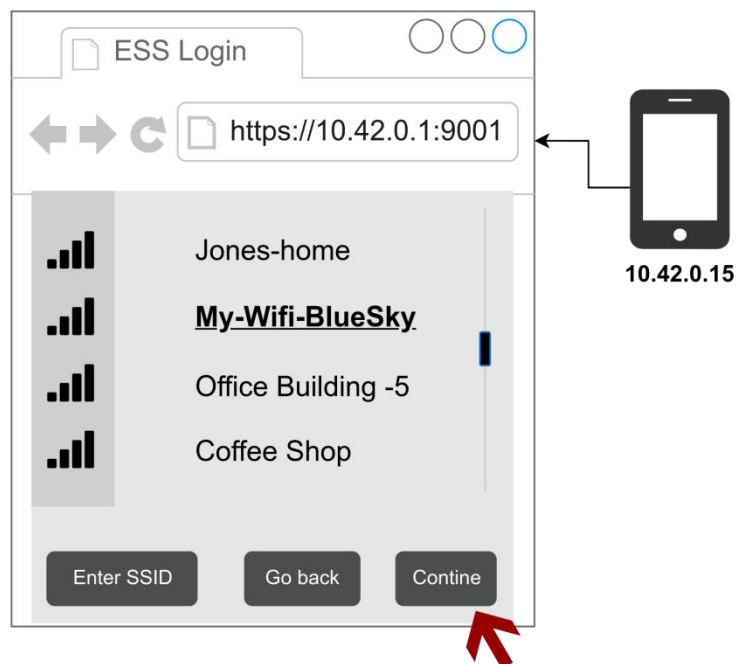 ESS Login
https://10.42.0.1:9001
Jones-home
My-Wifi-BlueSky
Office Building -5
Coffee Shop
Enter SSID
Go back
Contine
10.42.0.15